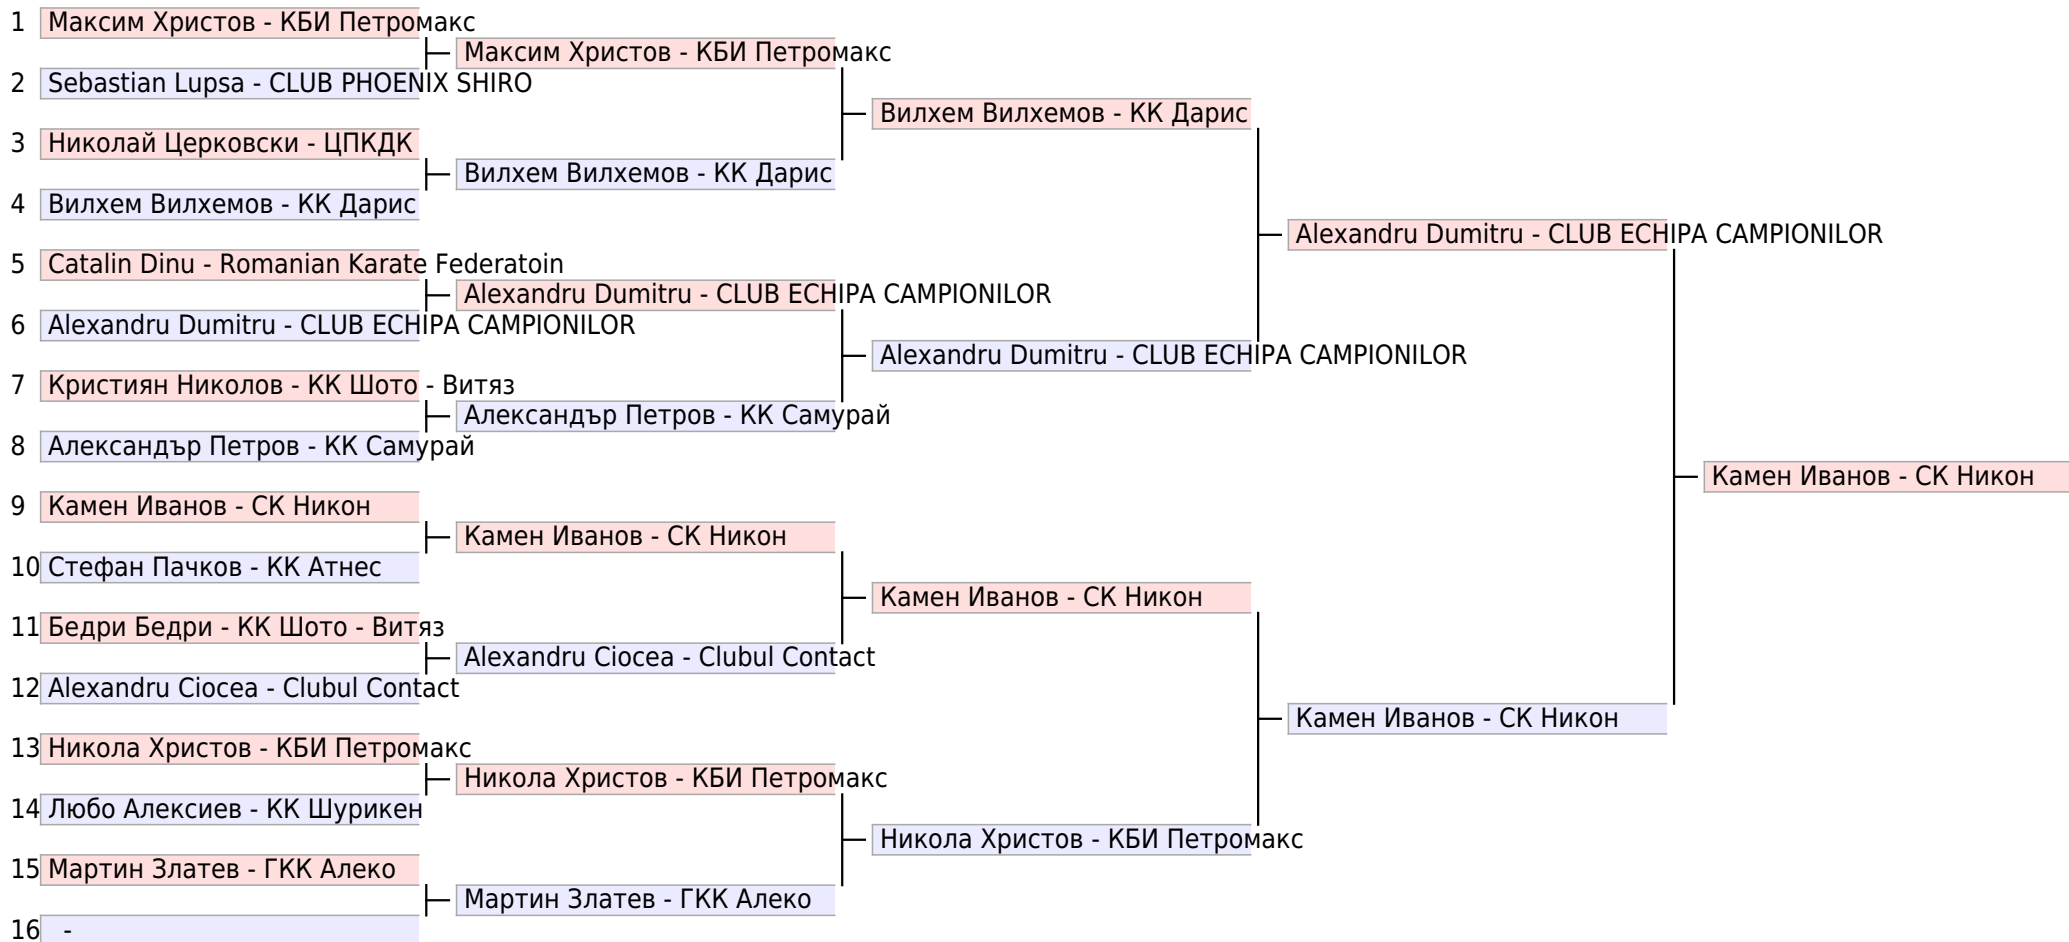 1 Максим Христов - КБИ Петромакс
Максим Христов - КБИ Петромакс
2 Sebastian Lupsa - CLUB PHOENIX SHIRO
Вилхем Вилхемов - КК Дарис
3 Николай Церковски - ЦПКДК
Вилхем Вилхемов - КК Дарис
4 Вилхем Вилхемов - КК Дарис
Alexandru Dumitru - CLUB ECHIPA CAMPIONILOR
5 Catalin Dinu - Romanian Karate Federatoin
Alexandru Dumitru - CLUB ECHIPA CAMPIONILOR
6 Alexandru Dumitru - CLUB ECHIPA CAMPIONILOR
Alexandru Dumitru - CLUB ECHIPA CAMPIONILOR
7 Кристиян Николов - КК Шото - Витяз
Александър Петров - КК Самурай
8 Александър Петров - КК Самурай
Камен Иванов - СК Никон
9 Камен Иванов - СК Никон
Камен Иванов - СК Никон
10 Стефан Пачков - КК Атнес
Камен Иванов - СК Никон
11 Бедри Бедри - КК Шото - Витяз
Alexandru Ciocea - Clubul Contact
12 Alexandru Ciocea - Clubul Contact
Камен Иванов - СК Никон
13 Никола Христов - КБИ Петромакс
Никола Христов - КБИ Петромакс
14 Любо Алексиев - КК Шурикен
Никола Христов - КБИ Петромакс
15 Мартин Златев - ГКК Алеко
Мартин Златев - ГКК Алеко
16 -